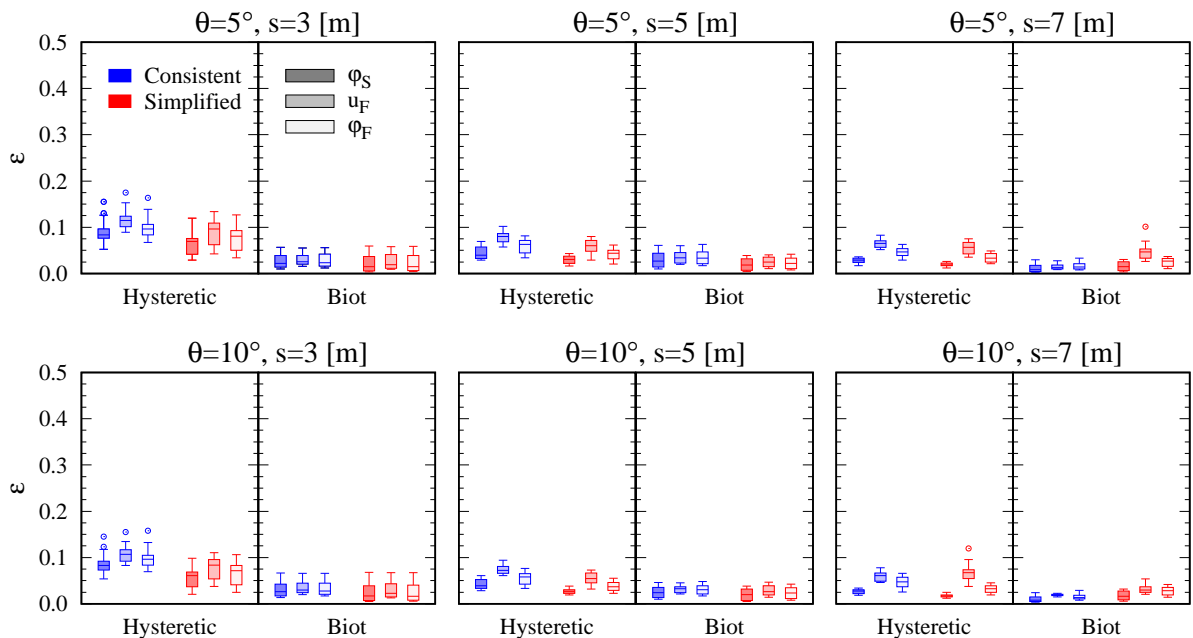 θ=5°, s=3 [m] θ=5°, s=5 [m] θ=5°, s=7 [m]
0.5
Consistent φS
0.4
Simplified uF
φF
0.3
ε
0.2
0.1
0.0
Hysteretic Biot Hysteretic Biot Hysteretic Biot
θ=10°, s=3 [m] θ=10°, s=5 [m] θ=10°, s=7 [m]
0.5
0.4
0.3
ε
0.2
0.1
0.0
Hysteretic Biot Hysteretic Biot Hysteretic Biot